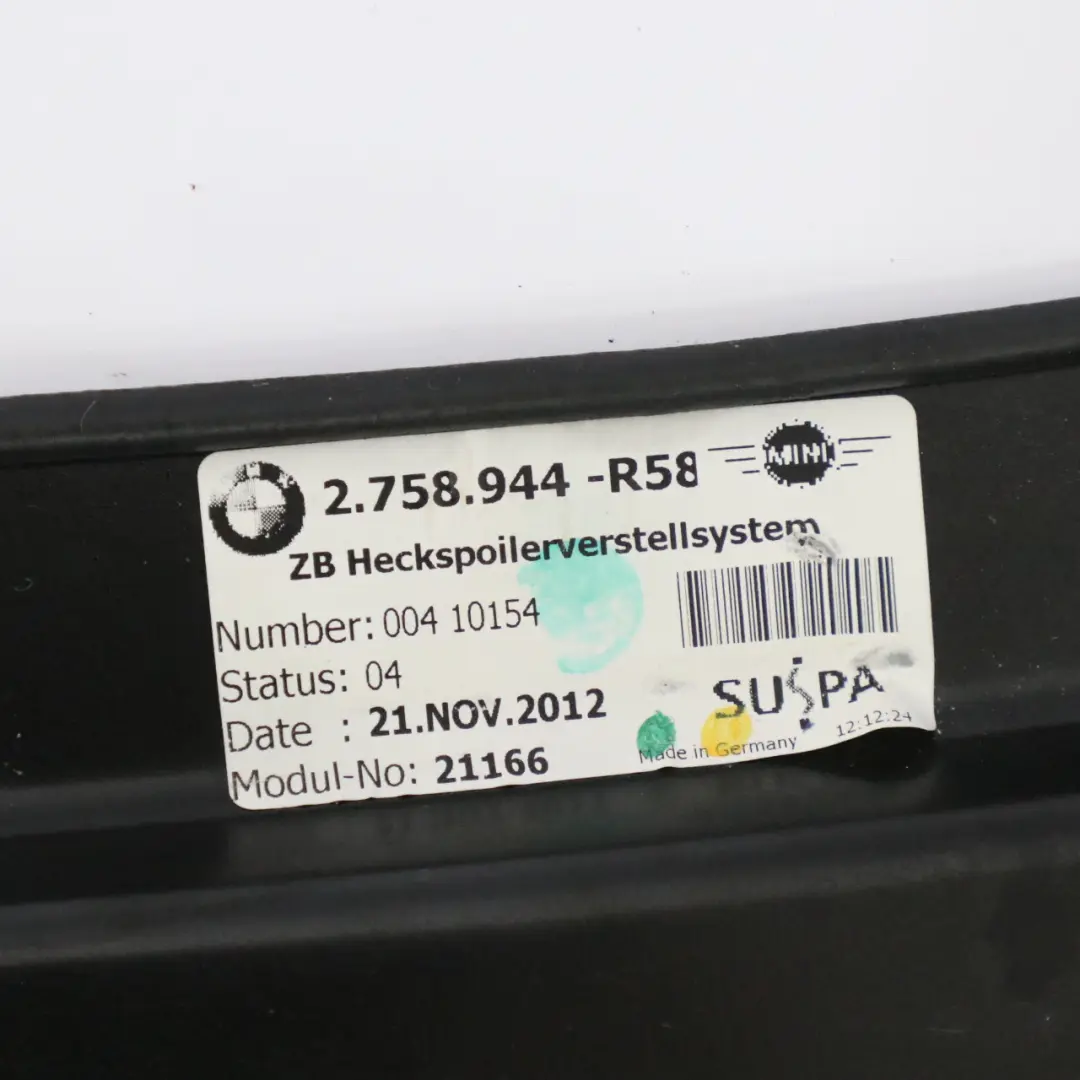 2.758.944 -R58 MINI
ZB Heckspoilerverstellsystem
Number: 004 10154
Status: 04
Date : 21.NOV.2012
Modul-No: 21166
SUSPA
Made in Germany 12:12:24